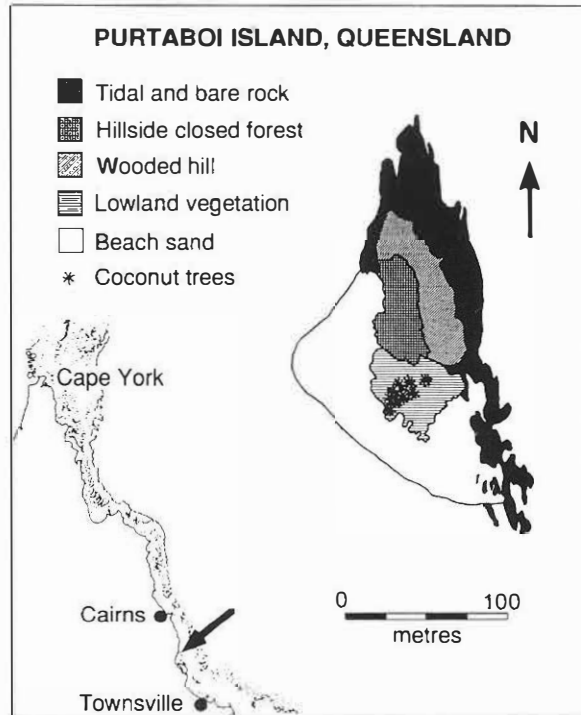 PURTABOI ISLAND, QUEENSLAND
Tidal and bare rock
Hillside closed forest
Wooded hill
Lowland vegetation
Beach sand
Coconut trees
N
Cape York
Cairns
Townsville
0 100
metres